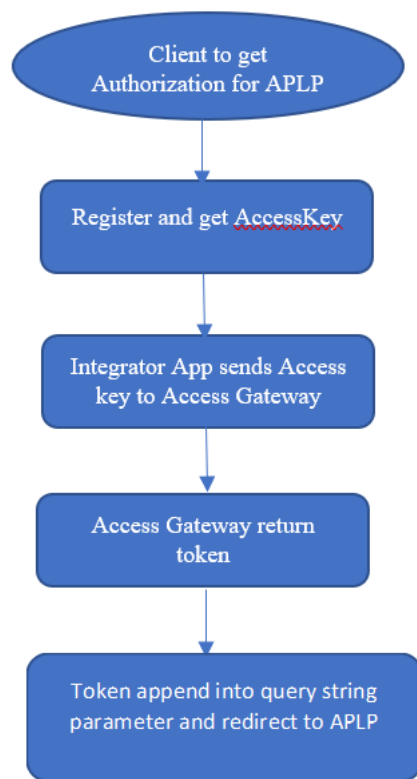 Client to get
Authorization for APLP
Register and get AccessKey
Integrator App sends Access
key to Access Gateway
Access Gateway return
token
Token append into query string
parameter and redirect to APLP